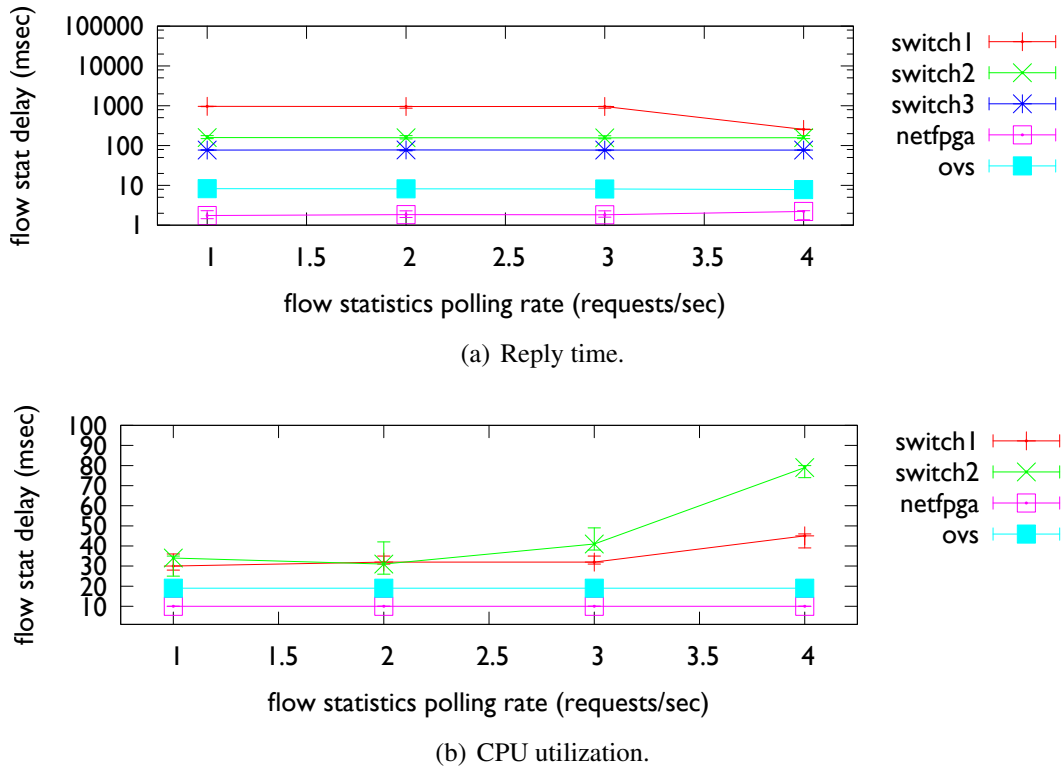 flow stat delay (msec)
100000
10000
1000
100
10
1
1 1.5 2 2.5 3 3.5 4
flow statistics polling rate (requests/sec)
switch1
switch2
switch3
netfpga
ovs
(a) Reply time.
flow stat delay (msec)
100
90
80
70
60
50
40
30
20
10
1 1.5 2 2.5 3 3.5 4
flow statistics polling rate (requests/sec)
switch1
switch2
netfpga
ovs
(b) CPU utilization.